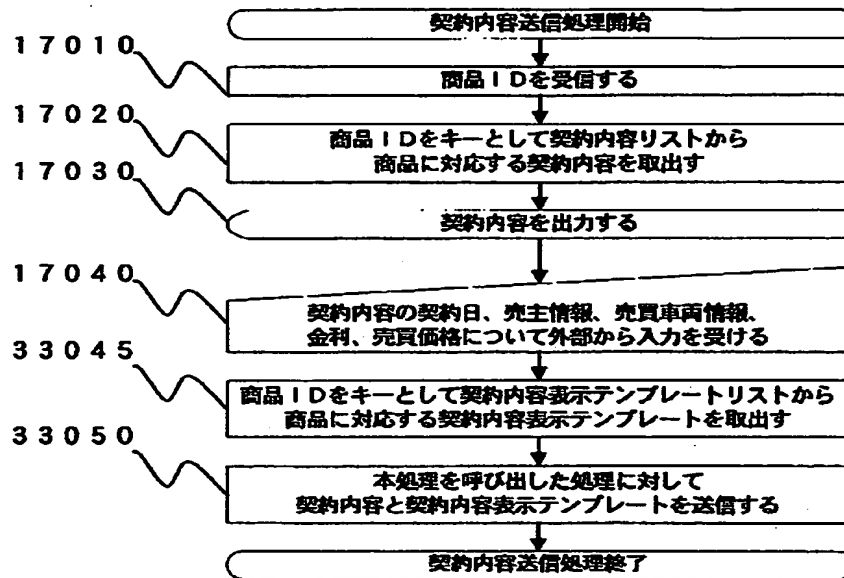 契約内容送信処理開始
17010
商品IDを受信する
17020
商品IDをキーとして契約内容リストから
商品に対応する契約内容を取出す
17030
契約内容を出力する
17040
契約内容の契約日、売主情報、売買車両情報、
金利、売買価格について外部から入力を受ける
33045
商品IDをキーとして契約内容表示テンプレートリストから
商品に対応する契約内容表示テンプレートを取出す
33050
本処理を呼び出した処理に対して
契約内容と契約内容表示テンプレートを送信する
契約内容送信処理終了